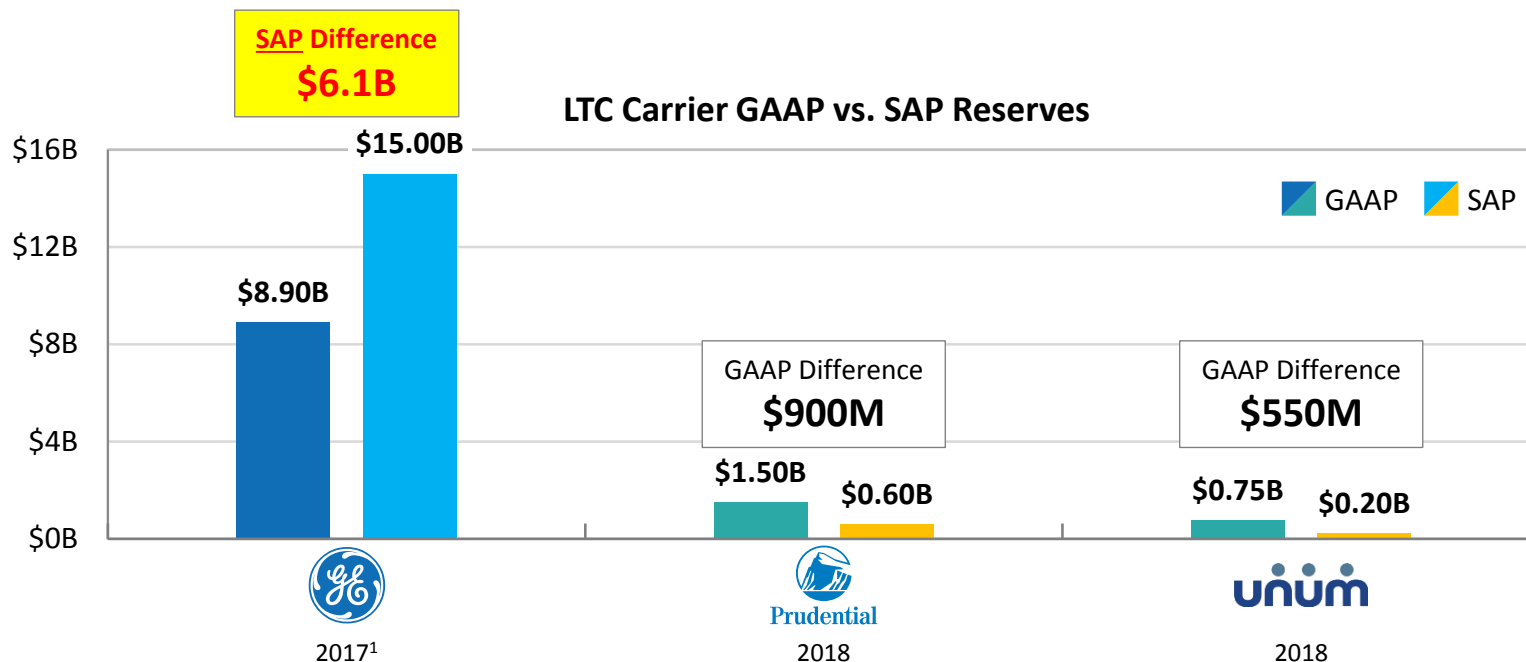 SAP Difference
$6.1B
LTC Carrier GAAP vs. SAP Reserves
$16B
$12B
$8B
$4B
$0B
GAAP
SAP
$8.90B
$15.00B
GAAP Difference
$900M
$1.50B
$0.60B
GAAP Difference
$550M
$0.75B
$0.20B
GE
2017¹
Prudential
2018
unum
2018